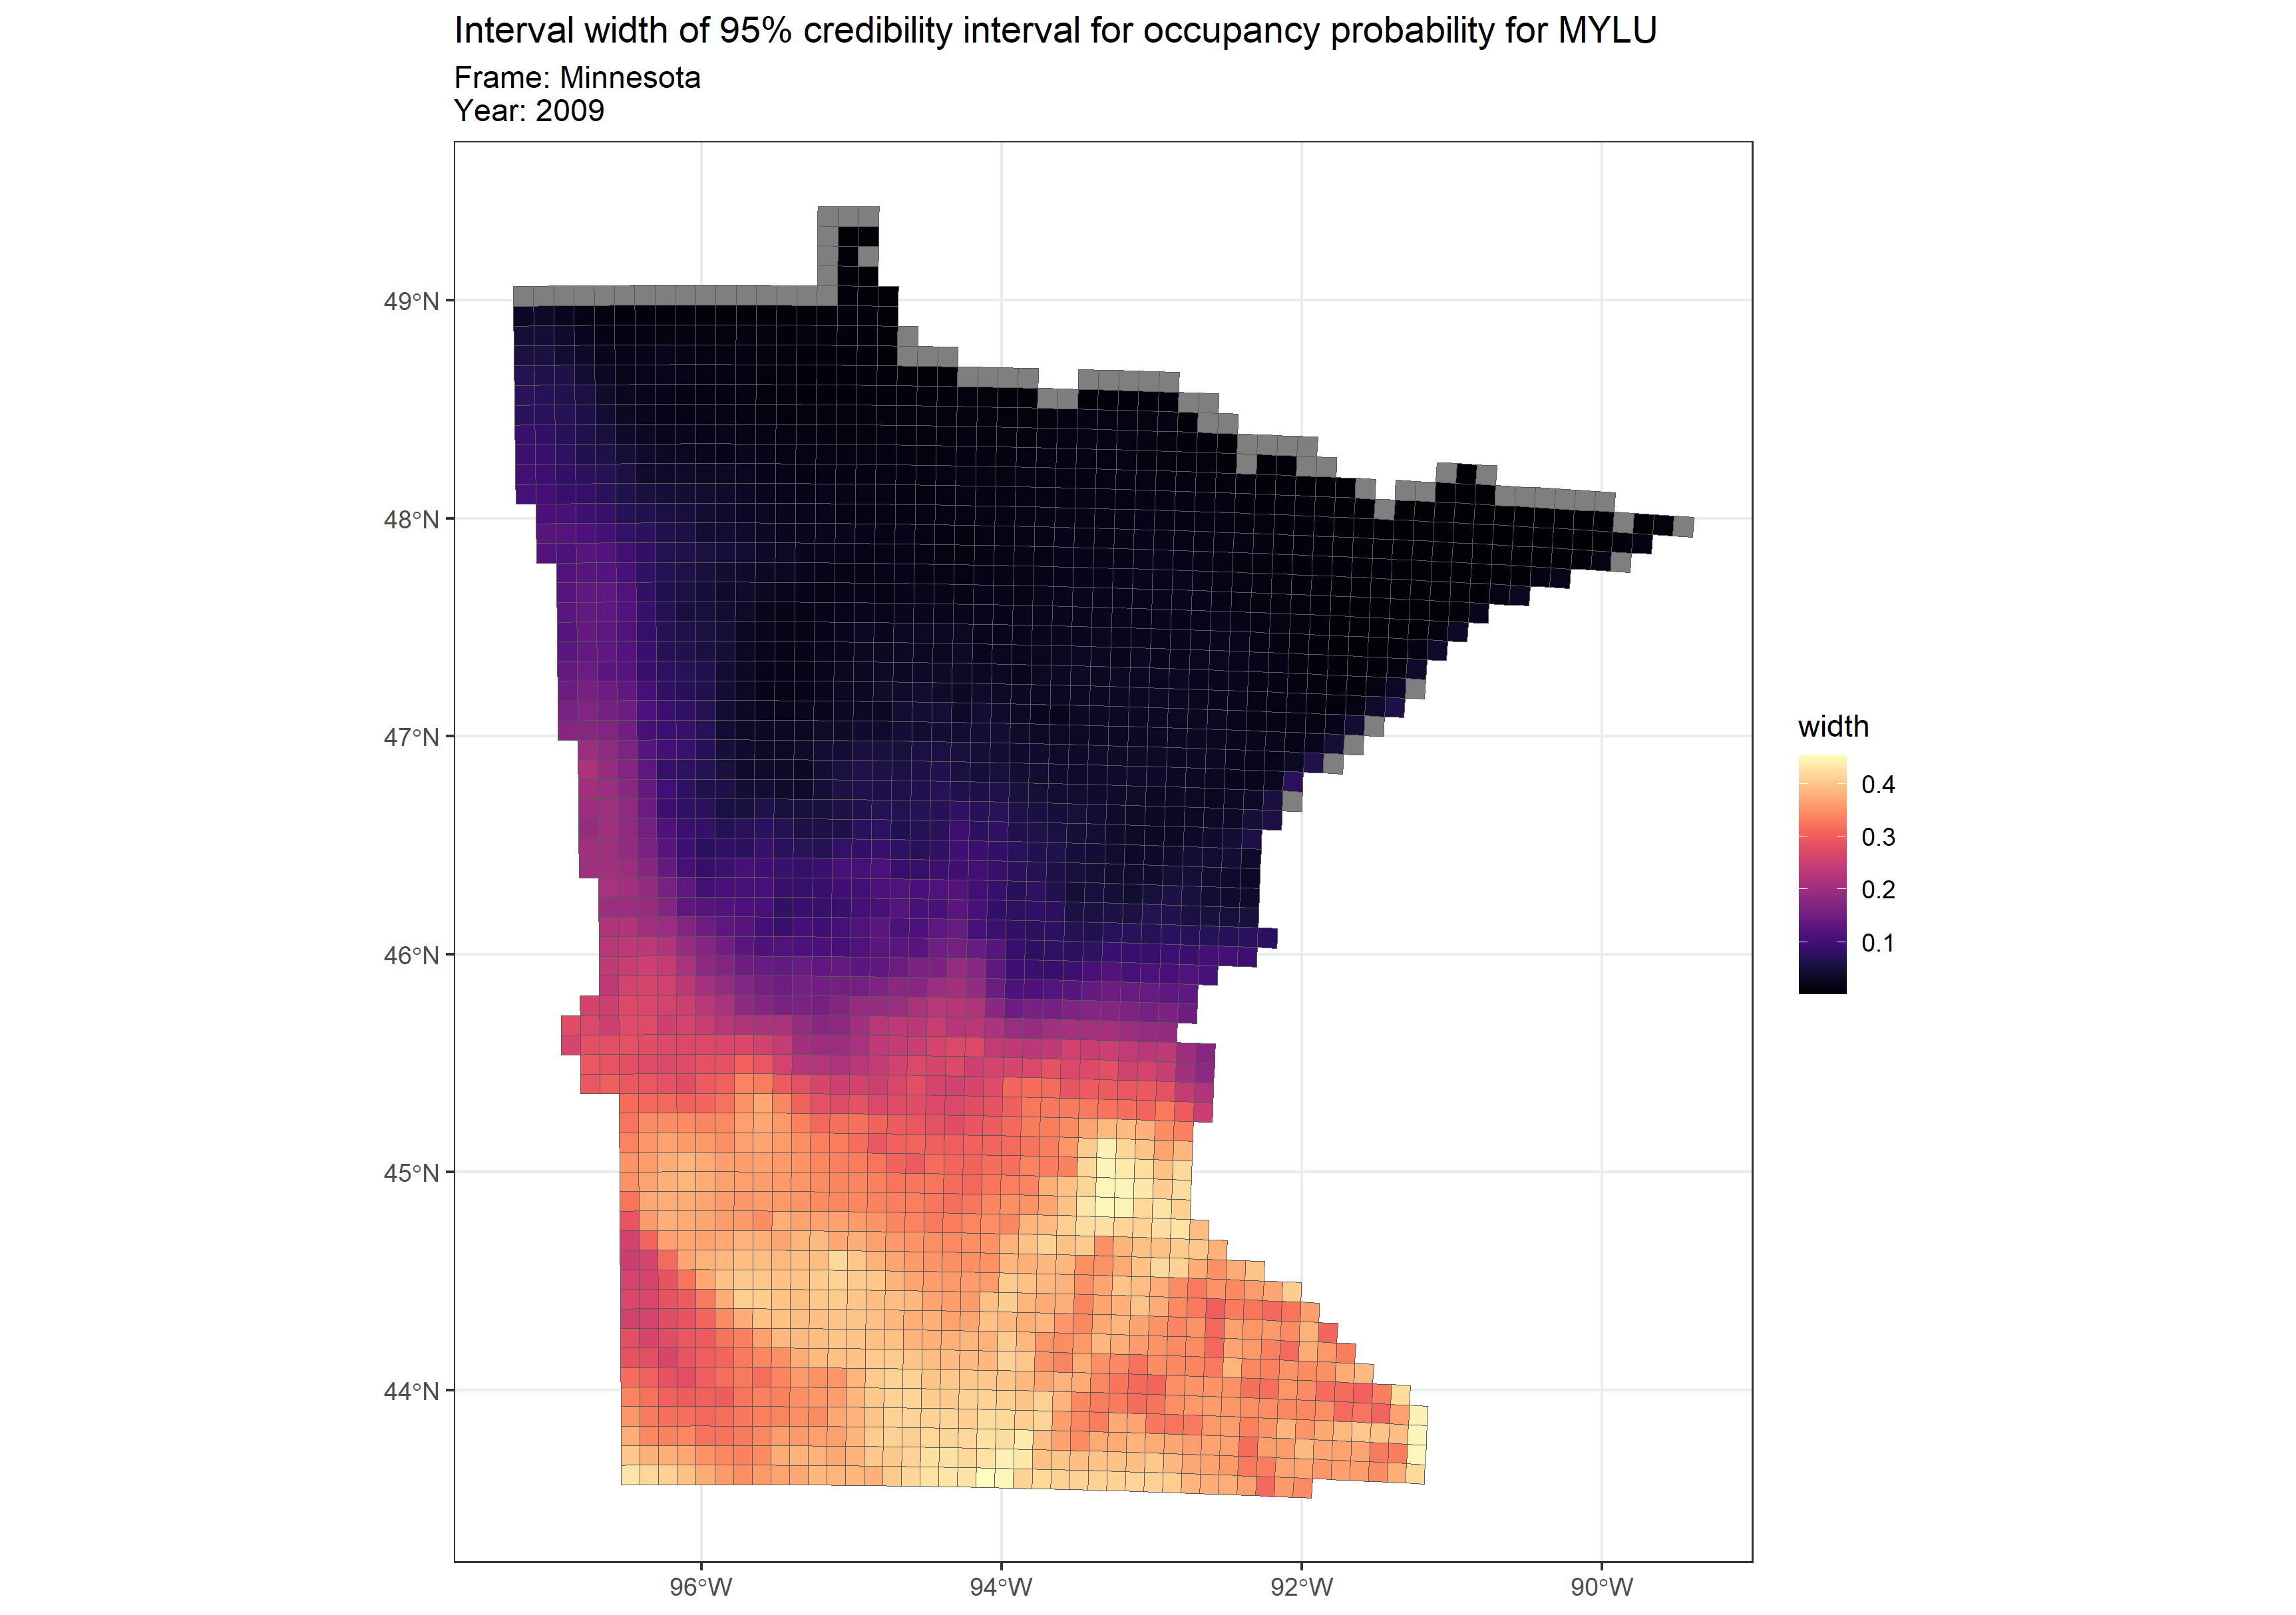 Interval width of 95% credibility interval for occupancy probability for MYLU
Frame: Minnesota
Year: 2009
49°N
48°N
47°N
46°N
45°N
44°N
96°W
94°W
92°W
90°W
width
0.4
0.3
0.2
0.1